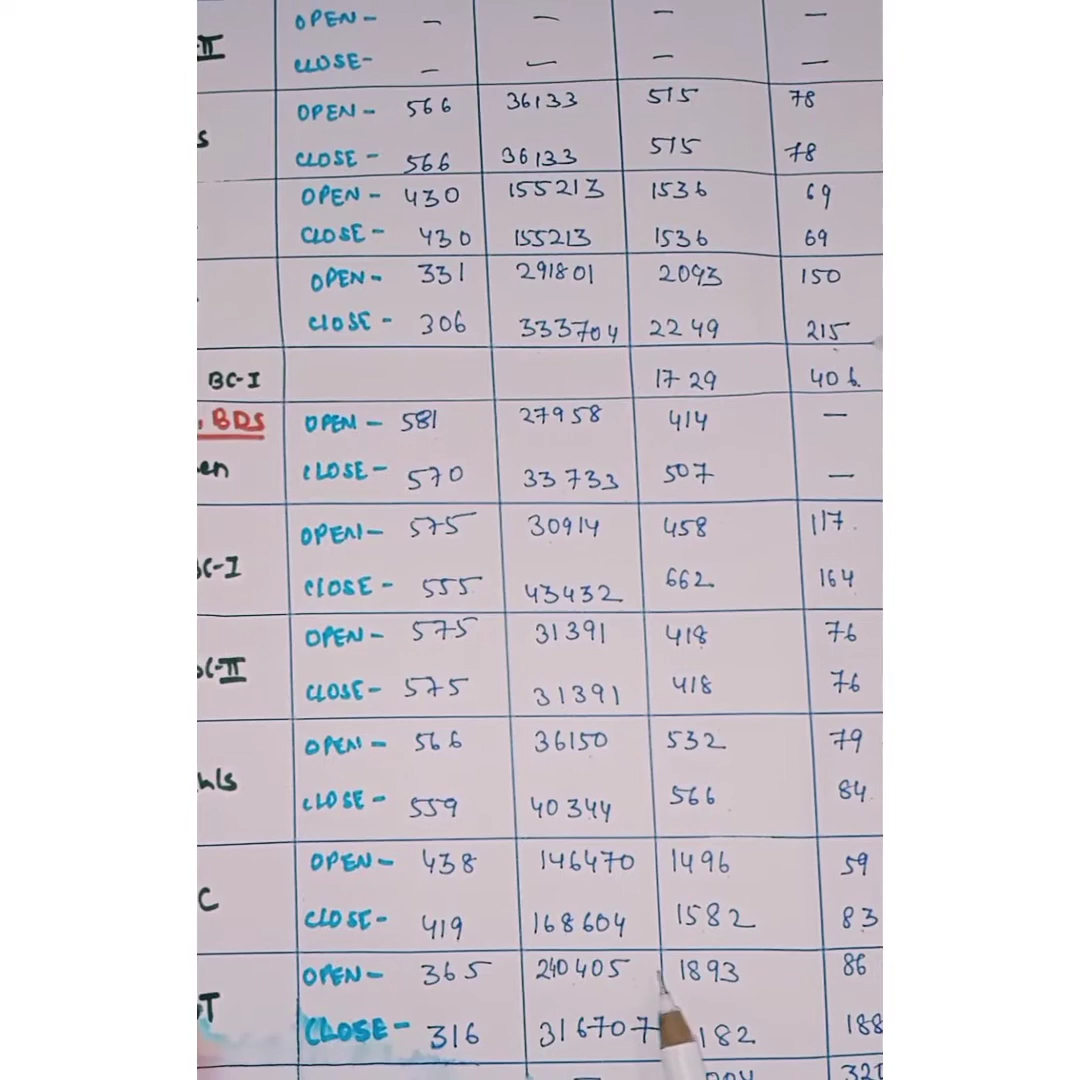 OPEN- — — — —
II
CLOSE- — — — —
OPEN- 566 36133 515 78
s
CLOSE- 566 36133 515 78
OPEN- 430 155213 1536 69
CLOSE- 430 155213 1536 69
OPEN- 331 291801 2093 150
CLOSE- 306 333704 2249 215
BC-I 1729 406.
BDS OPEN- 581 27958 414 —
en CLOSE- 570 33733 507 —
OPEN- 575 30914 458 117.
C-I
CLOSE- 555 43432 662 164
OPEN- 575 31391 418 76
C-II
CLOSE- 575 31391 418 76
OPEN- 566 36150 532 79
ls
CLOSE- 559 40344 566 84
OPEN- 438 146470 1496 59
C
CLOSE- 419 168604 1582 83
OPEN- 365 240405 1893 86
T
CLOSE- 316 316707 182 188